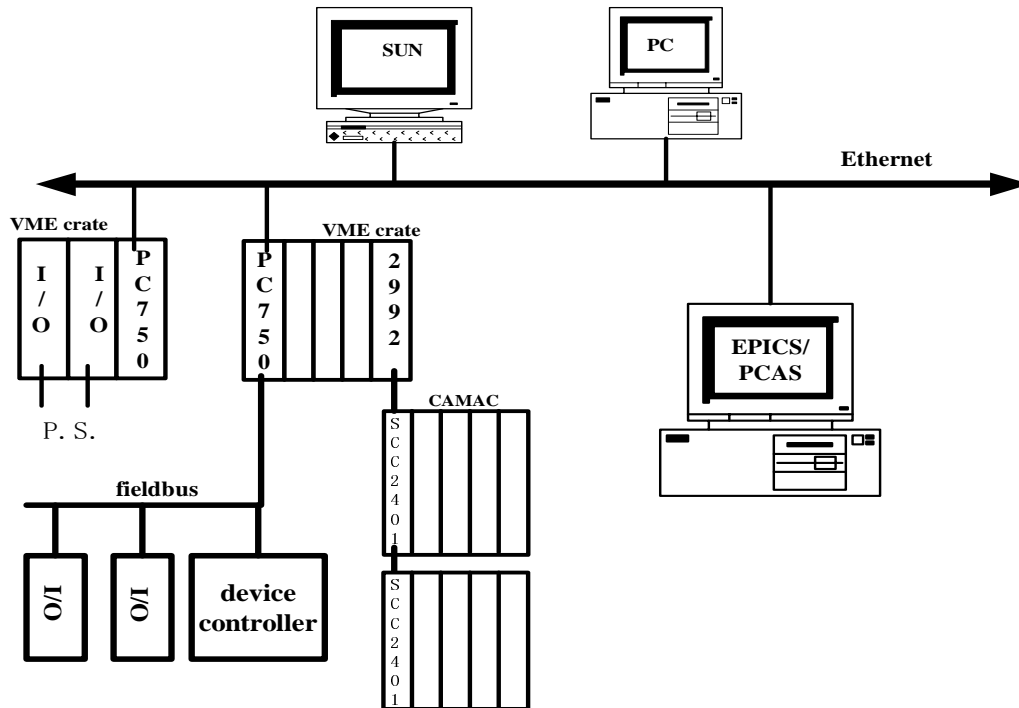 SUN
PC
Ethernet
VME crate
I/O
I/O
PC750
VME crate
PC750
2992
P. S.
EPICS/
PCAS
CAMAC
SCC2401
fieldbus
I/O
I/O
device
controller
SCC2401